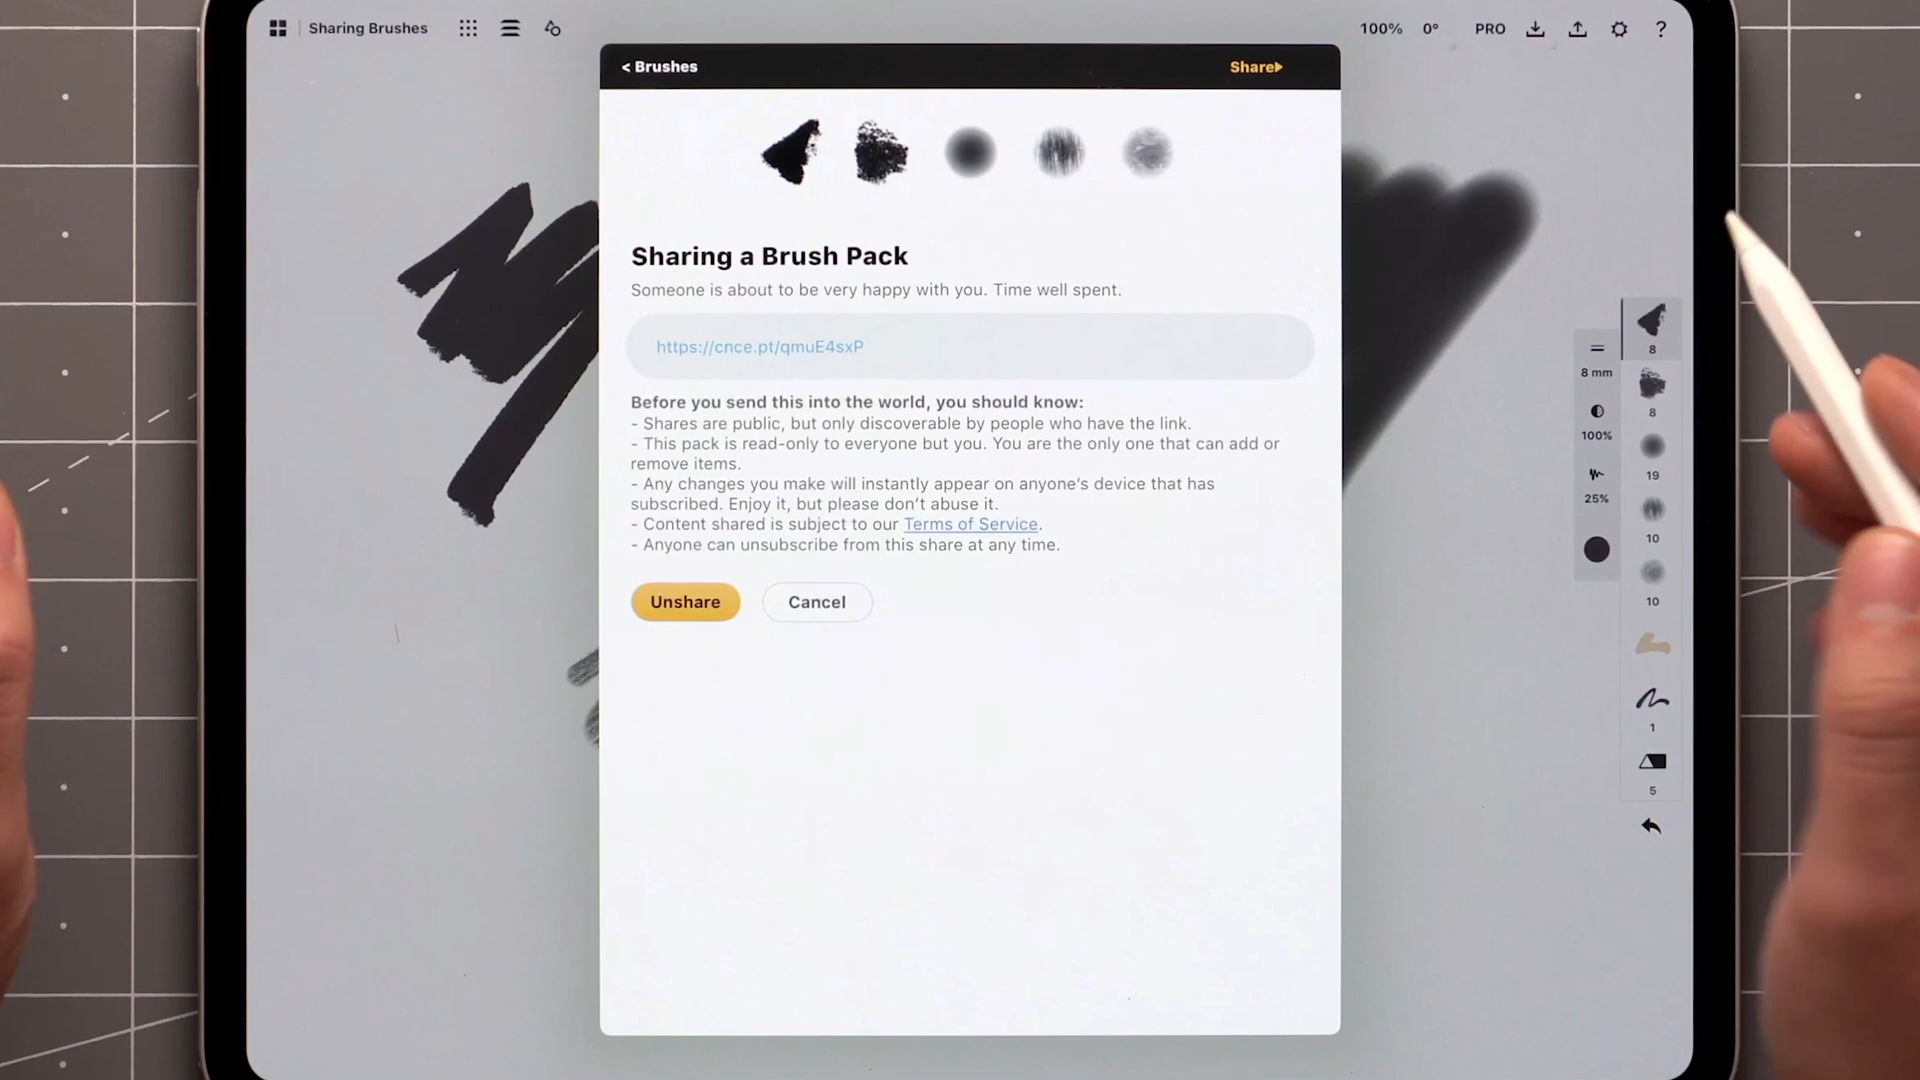 Sharing Brushes
100% 0° PRO ?
< Brushes
Share
Sharing a Brush Pack
Someone is about to be very happy with you. Time well spent.
https://cnce.pt/qmuE4sxP
Before you send this into the world, you should know:
- Shares are public, but only discoverable by people who have the link.
- This pack is read-only to everyone but you. You are the only one that can add or
remove items.
- Any changes you make will instantly appear on anyone's device that has
subscribed. Enjoy it, but please don't abuse it.
- Content shared is subject to our Terms of Service.
- Anyone can unsubscribe from this share at any time.
Unshare
Cancel
8 mm
100%
25%
8
8
19
10
10
1
5